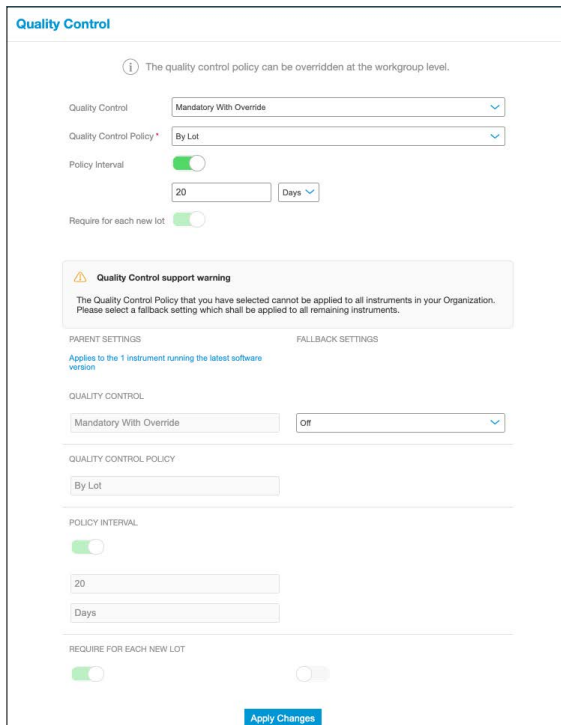 Quality Control
The quality control policy can be overridden at the workgroup level.
Quality Control
Mandatory With Override
Quality Control Policy *
By Lot
Policy Interval
20
Days
Require for each new lot
Quality Control support warning
The Quality Control Policy that you have selected cannot be applied to all instruments in your Organization.
Please select a fallback setting which shall be applied to all remaining instruments.
PARENT SETTINGS
FALLBACK SETTINGS
Applies to the 1 instrument running the latest software
version
QUALITY CONTROL
Mandatory With Override
Off
QUALITY CONTROL POLICY
By Lot
POLICY INTERVAL
20
Days
REQUIRE FOR EACH NEW LOT
Apply Changes